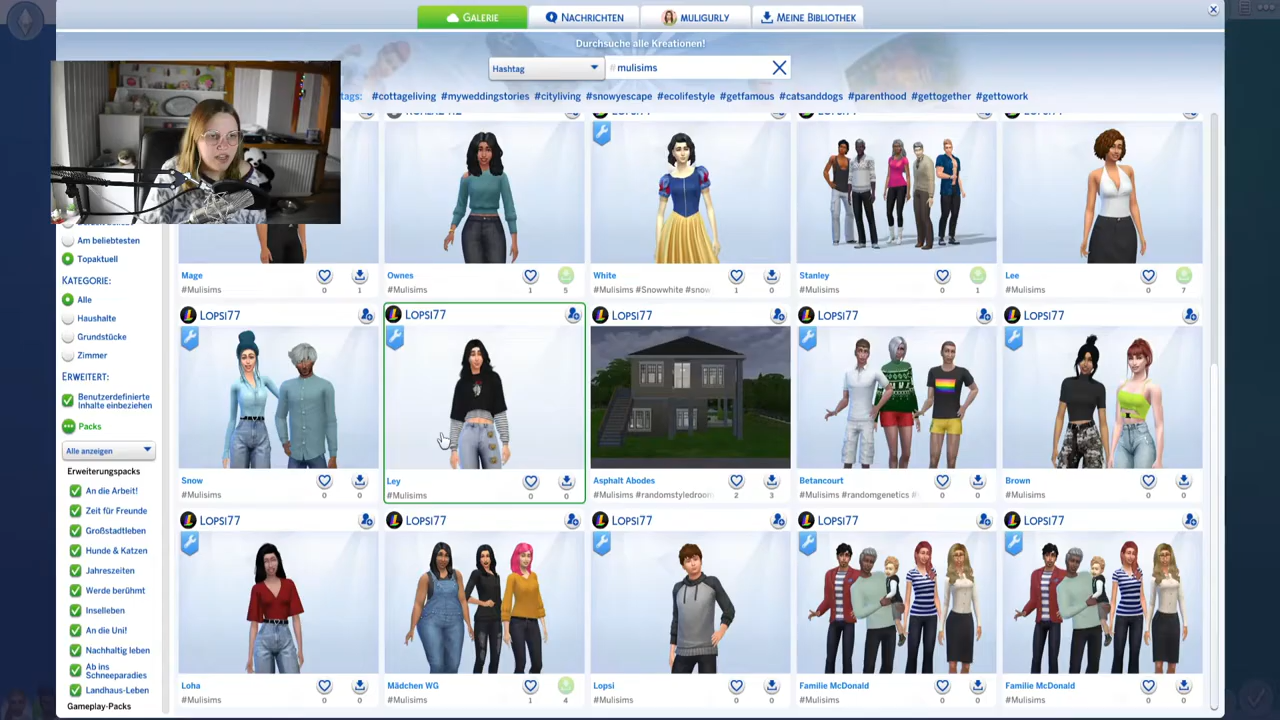 GALERIE
NACHRICHTEN
MULIGURLY
MEINE BIBLIOTHEK
Durchsuche alle Kreationen!
Hashtag
# mulisims
tags: #cottageliving #myweddingstories #cityliving #snowyescape #ecolifestyle #getfamous #catsanddogs #parenthood #gettogether #gettowork
Am beliebtesten
Topaktuell
KATEGORIE:
Alle
Haushalte
Grundstücke
Zimmer
ERWEITERT:
Benutzerdefinierte
Inhalte einbeziehen
Packs
Alle anzeigen
Erweiterungspacks
An die Arbeit!
Zeit für Freunde
Großstadtleben
Hunde & Katzen
Jahreszeiten
Werde berühmt
Inselleben
An die Uni!
Nachhaltig leben
Ab ins
Schneeparadies
Landhaus-Leben
Gameplay-Packs
Mage
#Mulisims
0
1
Ownes
#Mulisims
1
5
White
#Mulisims #Snowwhite #snow
1
0
Stanley
#Mulisims
0
1
Lee
#Mulisims
0
7
LOPSI77
Snow
#Mulisims
0
0
LOPSI77
Ley
#Mulisims
0
0
LOPSI77
Asphalt Abodes
#Mulisims #randomstyledroom
2
3
LOPSI77
Betancourt
#Mulisims #randomgenetics #
0
0
LOPSI77
Brown
#Mulisims
0
0
LOPSI77
Loha
#Mulisims
0
0
LOPSI77
Mädchen WG
#Mulisims
1
4
LOPSI77
Lopsi
#Mulisims
0
0
LOPSI77
Familie McDonald
#Mulisims
0
0
LOPSI77
Familie McDonald
#Mulisims
0
0